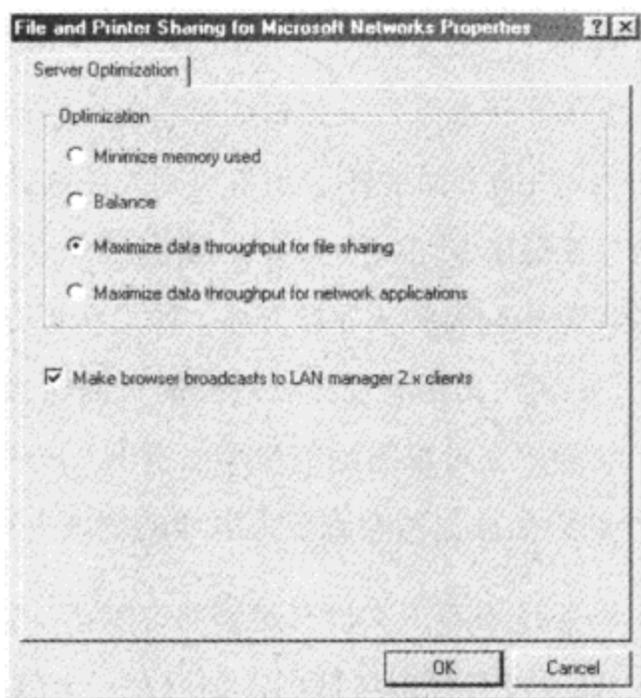 File and Printer Sharing for Microsoft Networks Properties
Server Optimization
Optimization
Minimize memory used
Balance
Maximize data throughput for file sharing
Maximize data throughput for network applications
Make browser broadcasts to LAN manager 2.x clients
OK
Cancel